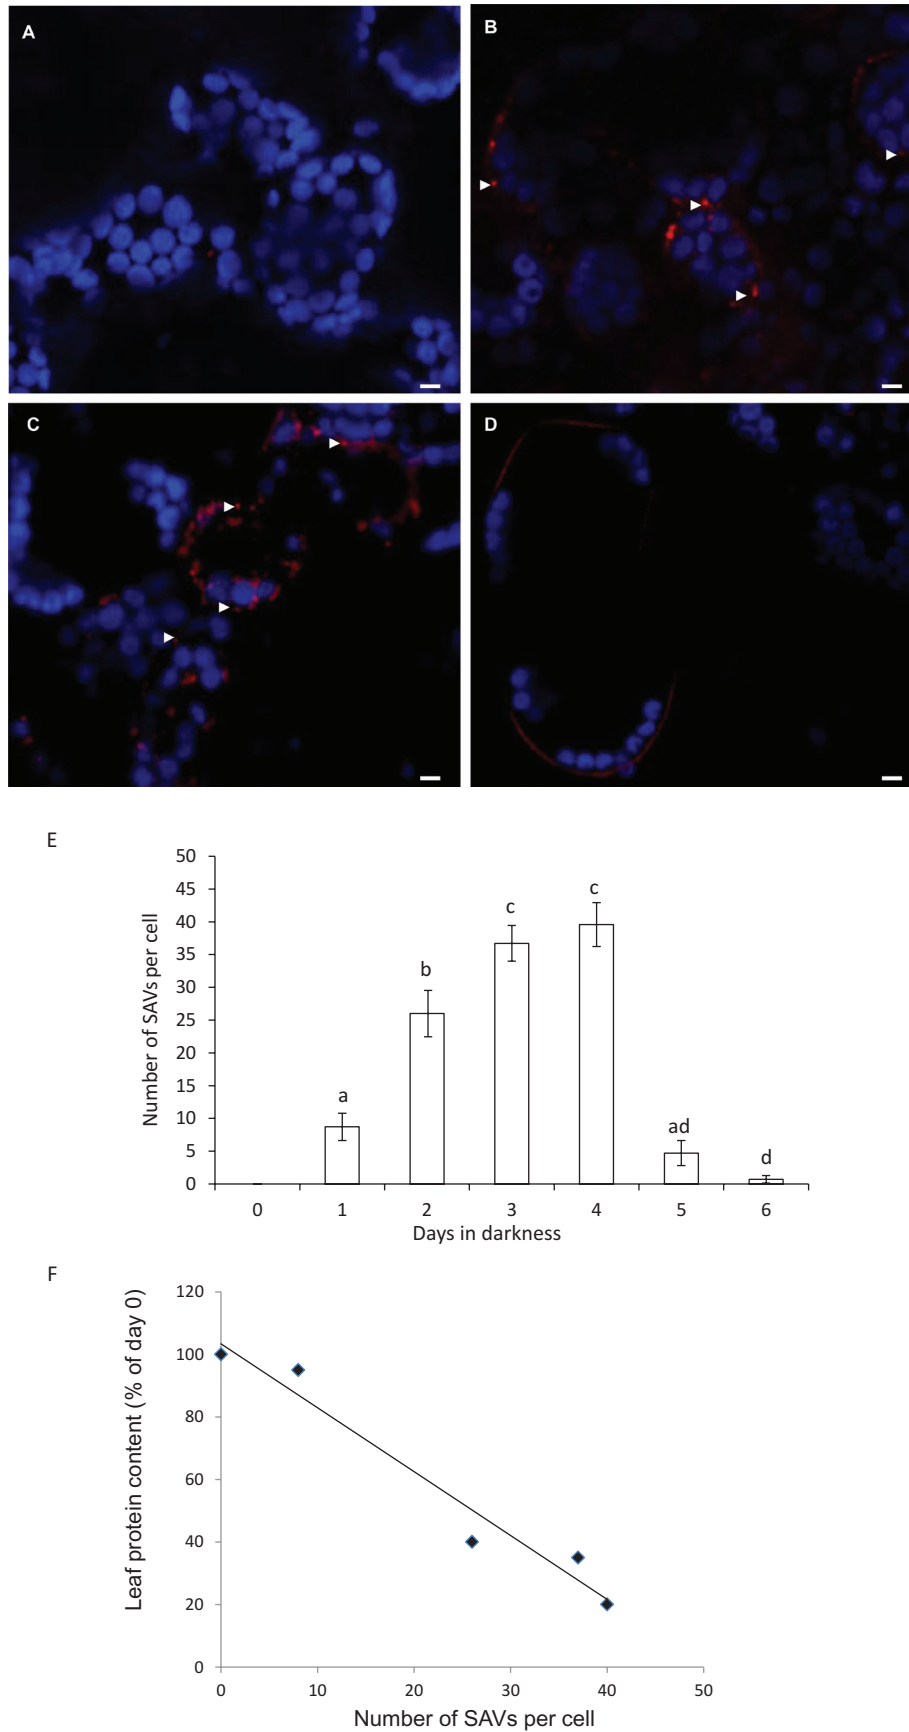 A
B
C
D
E
Number of SAVs per cell
50
45
40
35
30
25
20
15
10
5
0
a
b
c
c
ad
d
0 1 2 3 4 5 6
Days in darkness
F
Leaf protein content (% of day 0)
120
100
80
60
40
20
0
0 10 20 30 40 50
Number of SAVs per cell